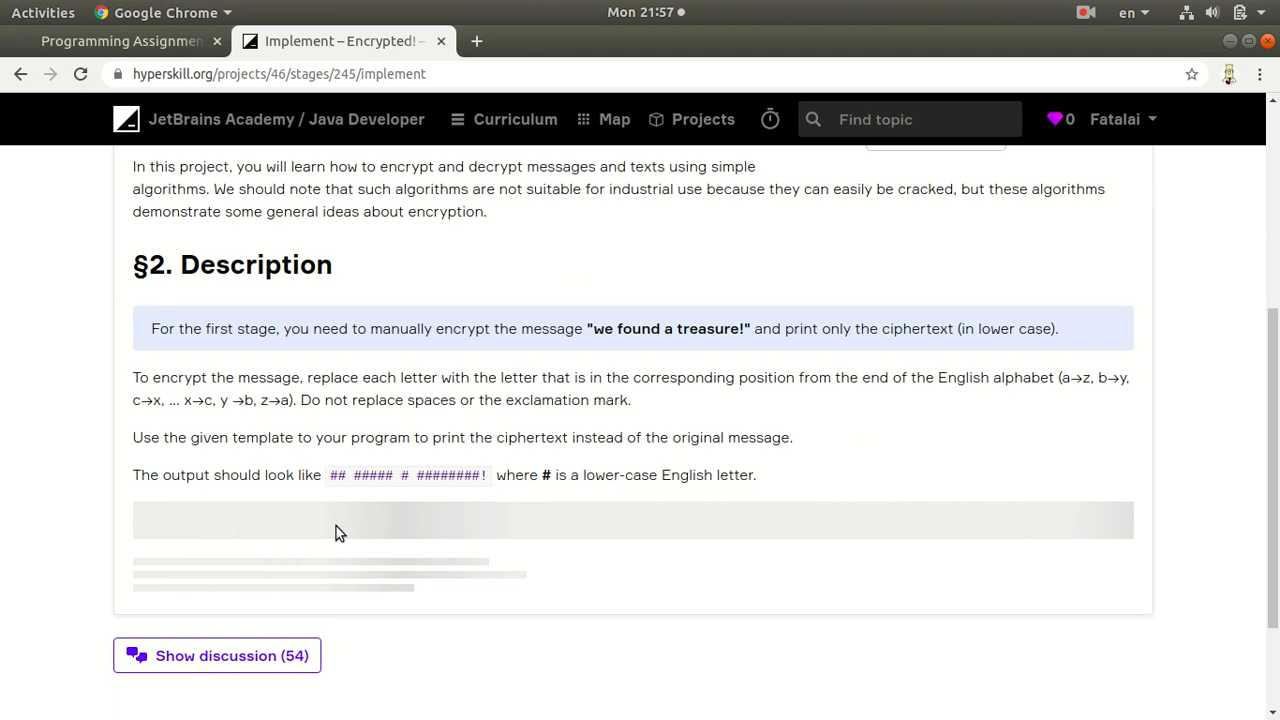 Activities Google Chrome Mon 21:57 en
Programming Assignmen Implement – Encrypted! –
hyperskill.org/projects/46/stages/245/implement
JetBrains Academy / Java Developer Curriculum Map Projects Find topic 0 Fatalai
In this project, you will learn how to encrypt and decrypt messages and texts using simple
algorithms. We should note that such algorithms are not suitable for industrial use because they can easily be cracked, but these algorithms
demonstrate some general ideas about encryption.
§2. Description
For the first stage, you need to manually encrypt the message "we found a treasure!" and print only the ciphertext (in lower case).
To encrypt the message, replace each letter with the letter that is in the corresponding position from the end of the English alphabet (a→z, b→y,
c→x, ... x→c, y →b, z→a). Do not replace spaces or the exclamation mark.
Use the given template to your program to print the ciphertext instead of the original message.
The output should look like ## ##### # ########! where # is a lower-case English letter.
Show discussion (54)